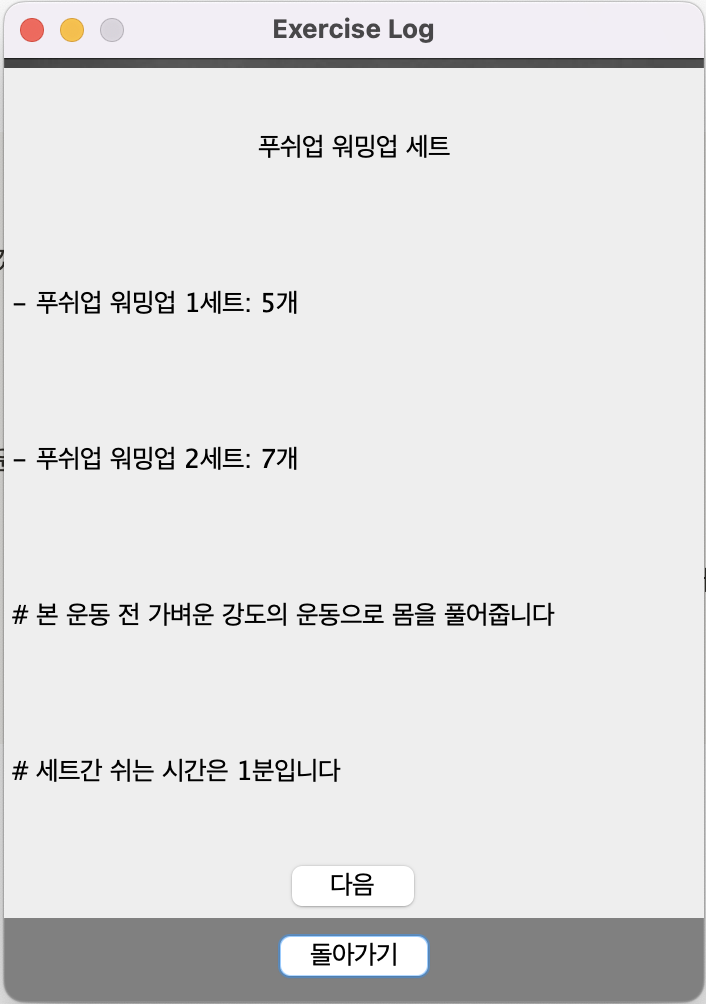 Exercise Log
푸쉬업 워밍업 세트
- 푸쉬업 워밍업 1세트: 5개
- 푸쉬업 워밍업 2세트: 7개
# 본 운동 전 가벼운 강도의 운동으로 몸을 풀어줍니다
# 세트간 쉬는 시간은 1분입니다
다음
돌아가기